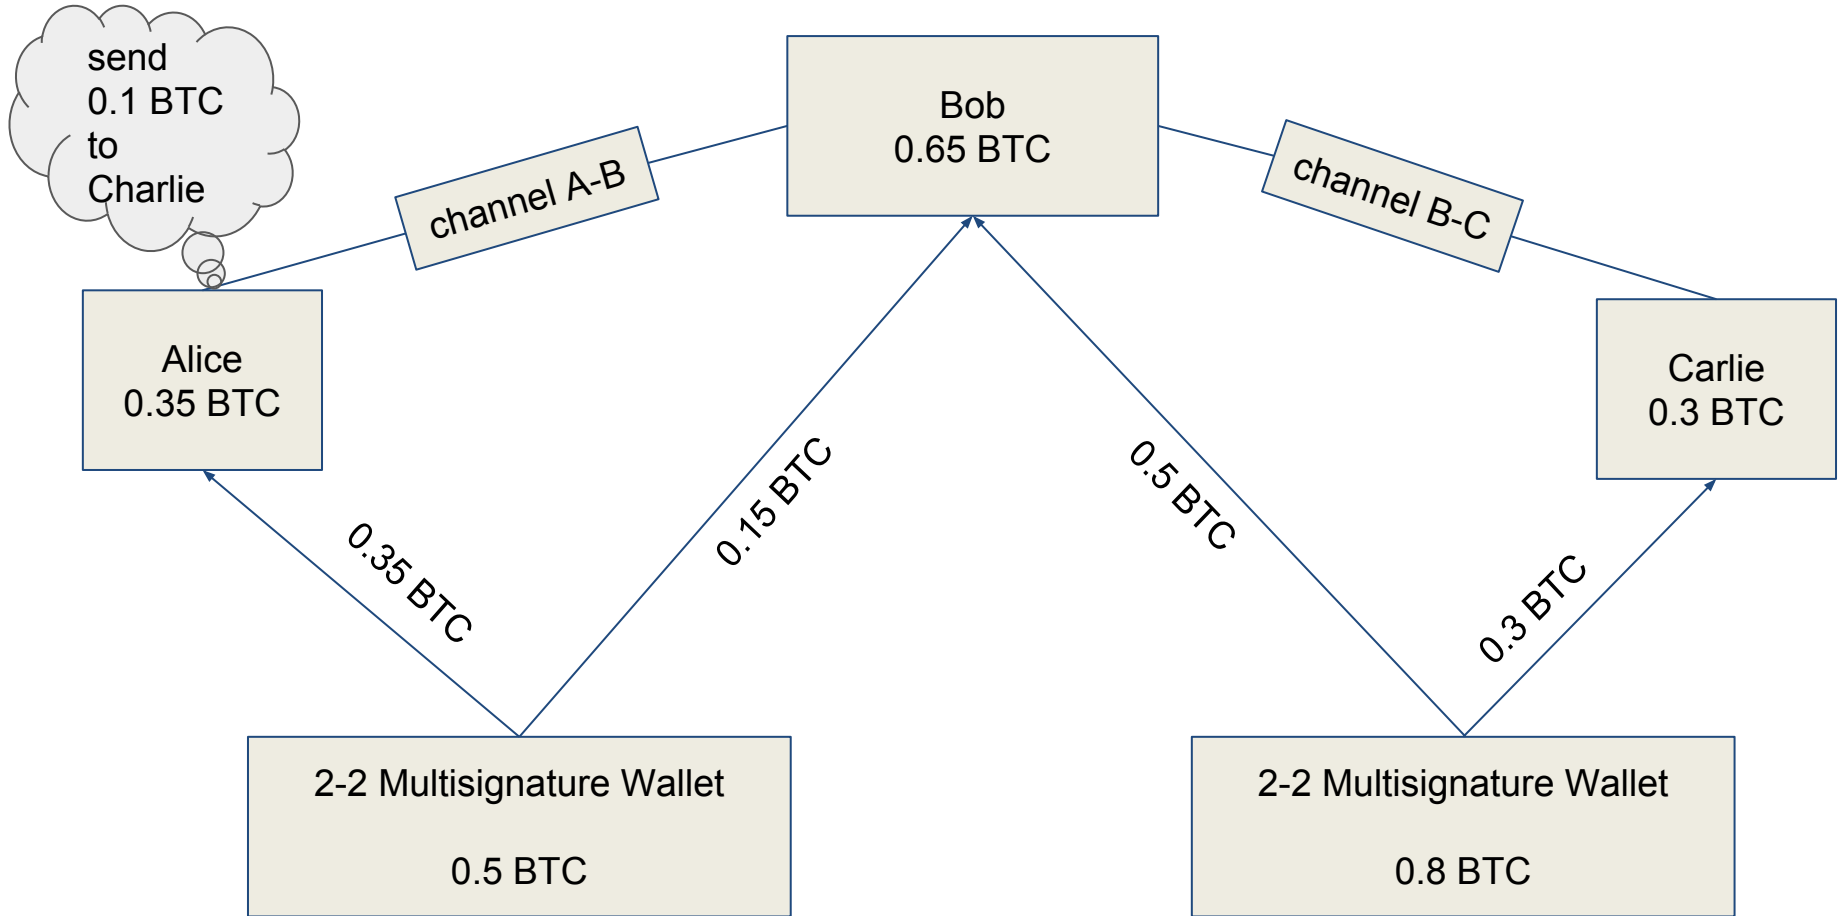 send
0.1 BTC
to
Charlie
Bob
0.65 BTC
channel A-B
channel B-C
Alice
0.35 BTC
Carlie
0.3 BTC
0.35 BTC
0.15 BTC
0.5 BTC
0.3 BTC
2-2 Multisignature Wallet
0.5 BTC
2-2 Multisignature Wallet
0.8 BTC